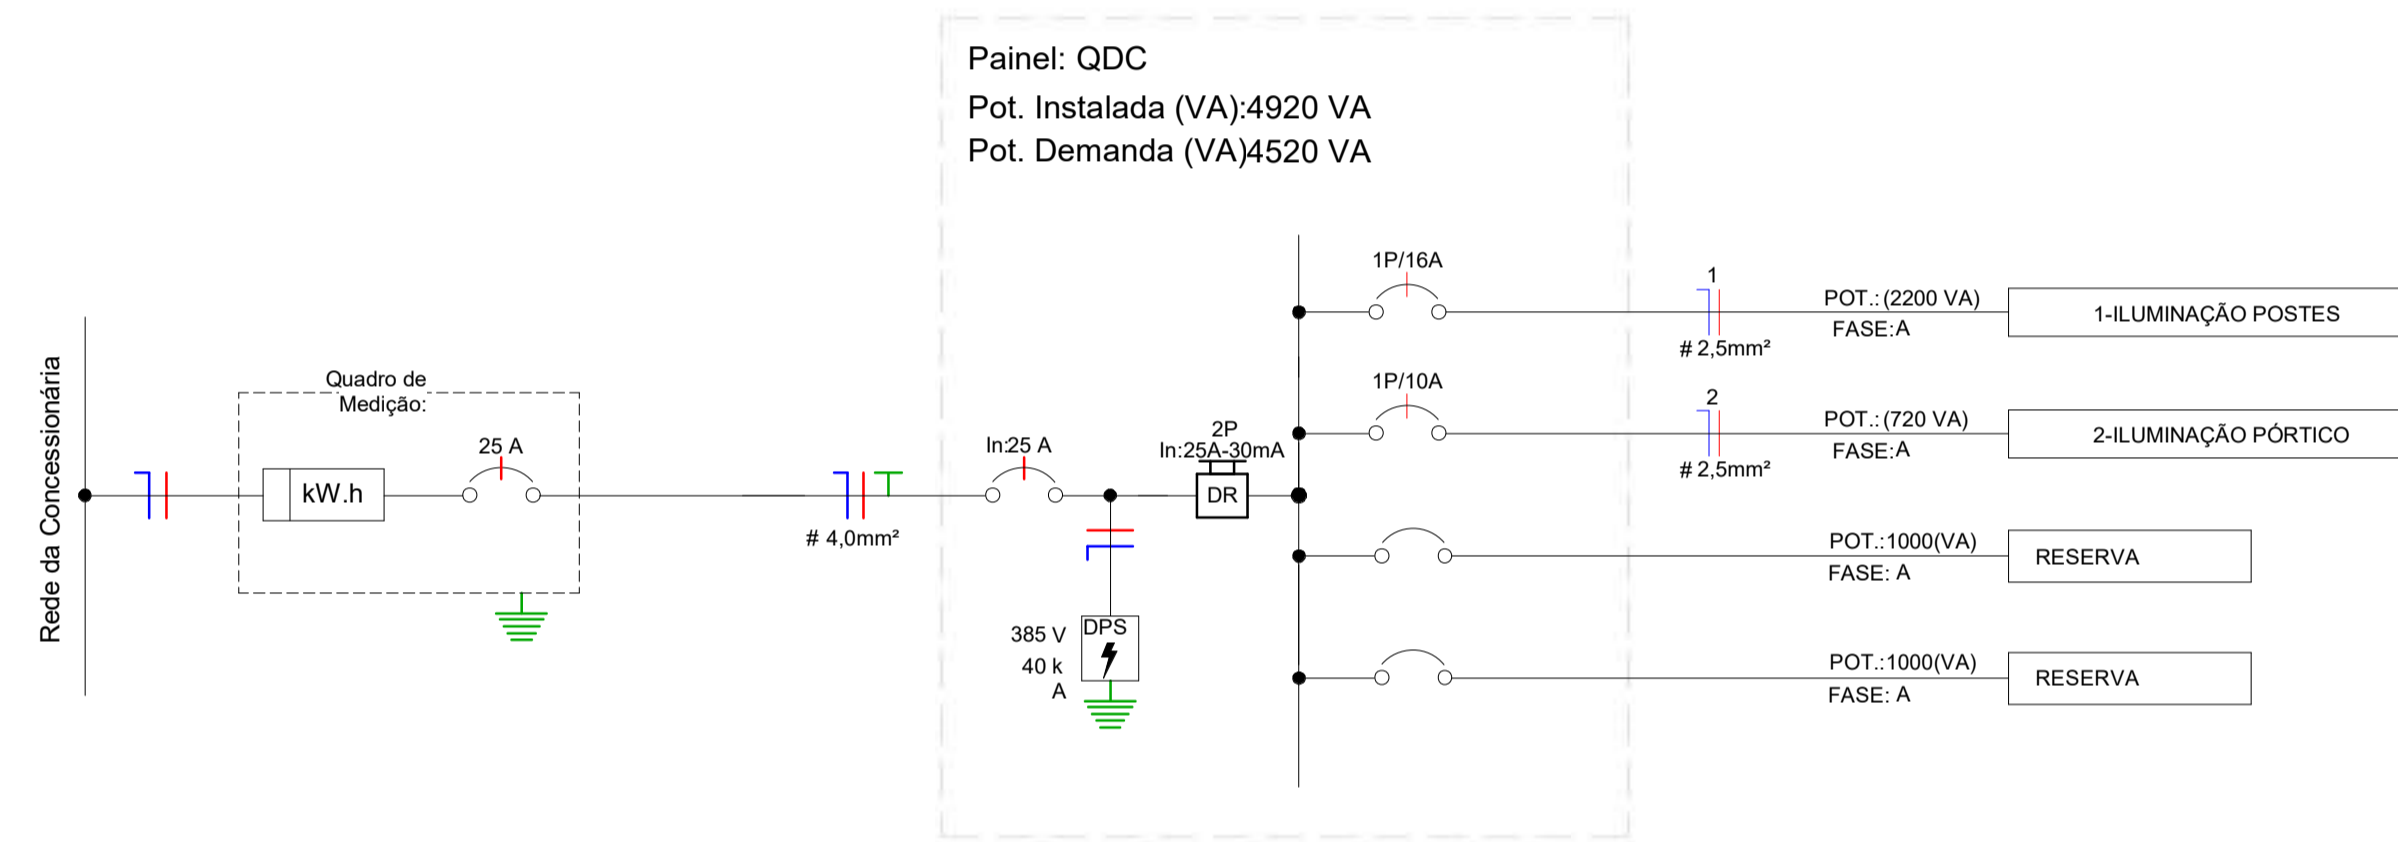 Painel: QDC
Pot. Instalada (VA):4920 VA
Pot. Demanda (VA)4520 VA
Rede da Concessionária
Quadro de
Medição:
kW.h
25 A
# 4,0mm²
In:25 A
385 V
40 k
A
DPS
2P
In:25A-30mA
DR
1P/16A
1
# 2,5mm²
POT.:(2200 VA)
FASE:A
1-ILUMINAÇÃO POSTES
1P/10A
2
# 2,5mm²
POT.:(720 VA)
FASE:A
2-ILUMINAÇÃO PÓRTICO
POT.:1000(VA)
FASE: A
RESERVA
POT.:1000(VA)
FASE: A
RESERVA